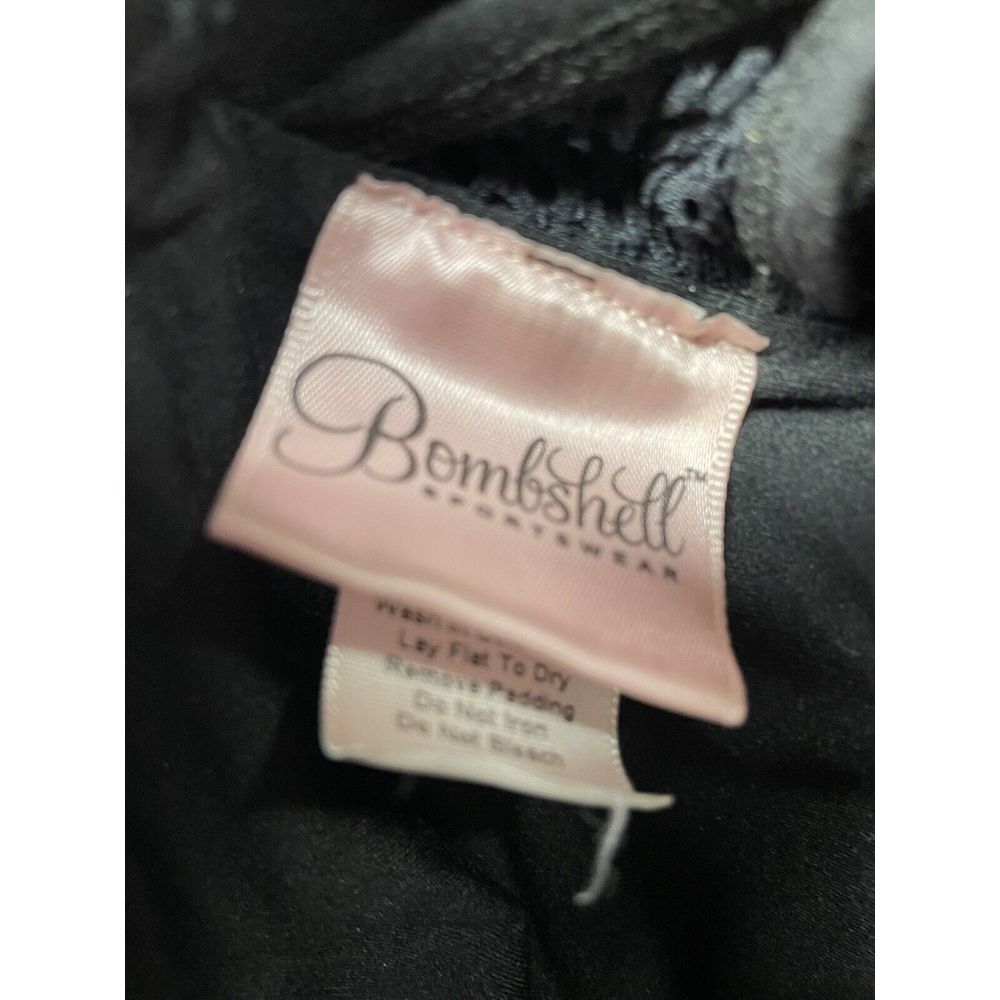 Bombshell™
SPORTSWEAR
Lay Flat To Dry
Remove Padding
Do Not Iron
Do Not Bleach